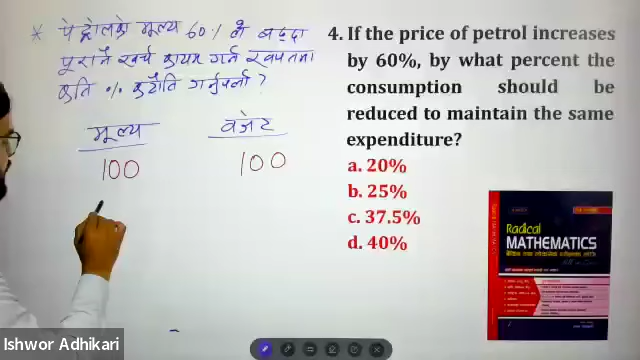 * पेट्रोलको मूल्य 60% ले बढ्दा
पुरानै खर्च कायम गर्न खपतमा
कति % कटौति गर्नुपर्ला ?
मूल्य बजेट
100 100
4. If the price of petrol increases
by 60%, by what percent the
consumption should be
reduced to maintain the same
expenditure?
a. 20%
b. 25%
c. 37.5%
d. 40%
Radical
MATHEMATICS
Ishwor Adhikari